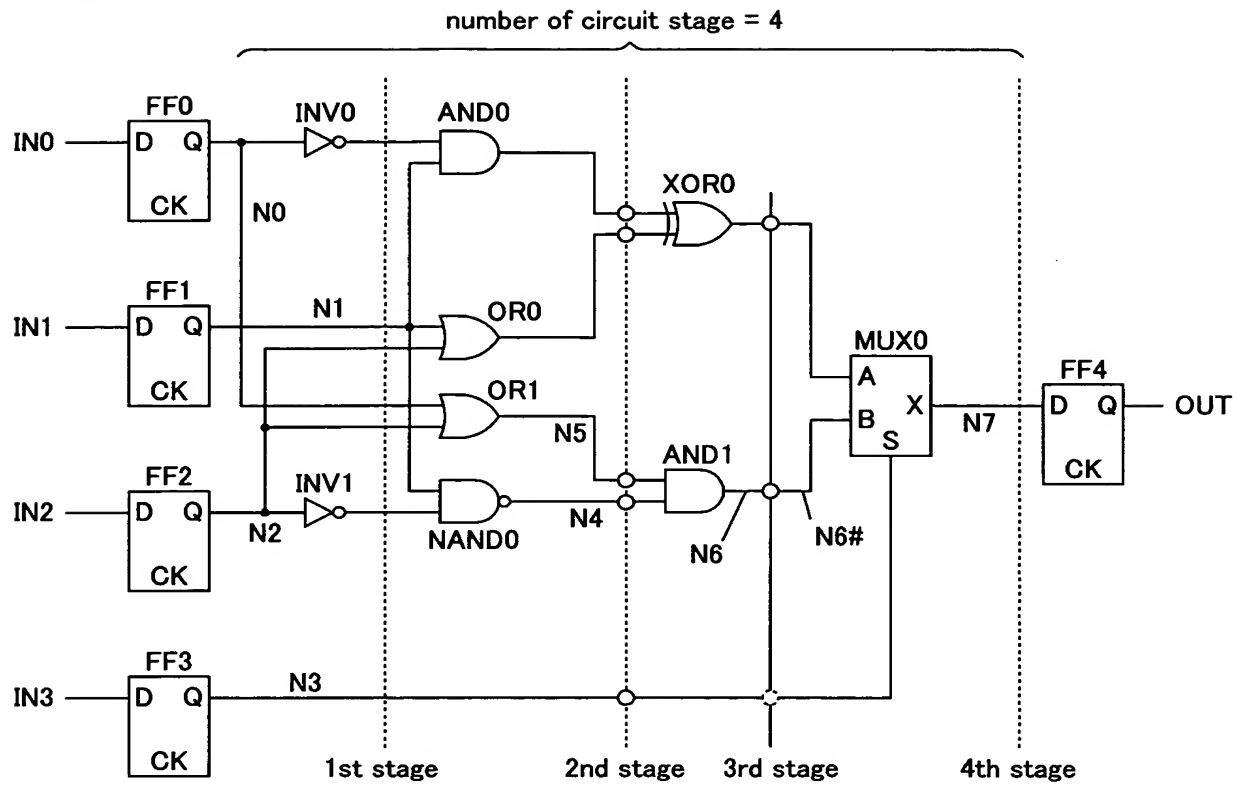 number of circuit stage = 4
FF0
INV0
AND0
IN0
D Q
CK
N0
XOR0
FF1
N1
OR0
IN1
D Q
CK
MUX0
A
B
X
S
FF4
D Q
CK
OUT
N7
OR1
N5
AND1
FF2
INV1
IN2
D Q
CK
N2
NAND0
N4
N6
N6#
FF3
N3
IN3
D Q
CK
1st stage
2nd stage
3rd stage
4th stage